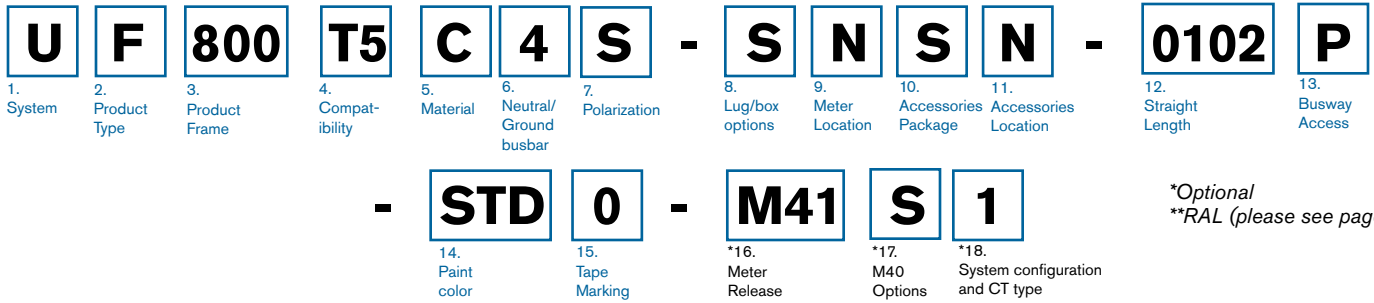 U F 800 T5 C 4 S - S N S N - 0102 P
1. 2. 3. 4. 5. 6. 7. 8. 9. 10. 11. 12. 13.
System Product Product Compat- Material Neutral/ Polarization Lug/box Meter Accessories Accessories Straight Busway
Type Frame ibility Ground options Location Package Location Length Access
busbar
- STD 0 - M41 S 1
*Optional
**RAL (please see pag
14. 15. *16. *17. *18.
Paint Tape Meter M40 System configuration
color Marking Release Options and CT type